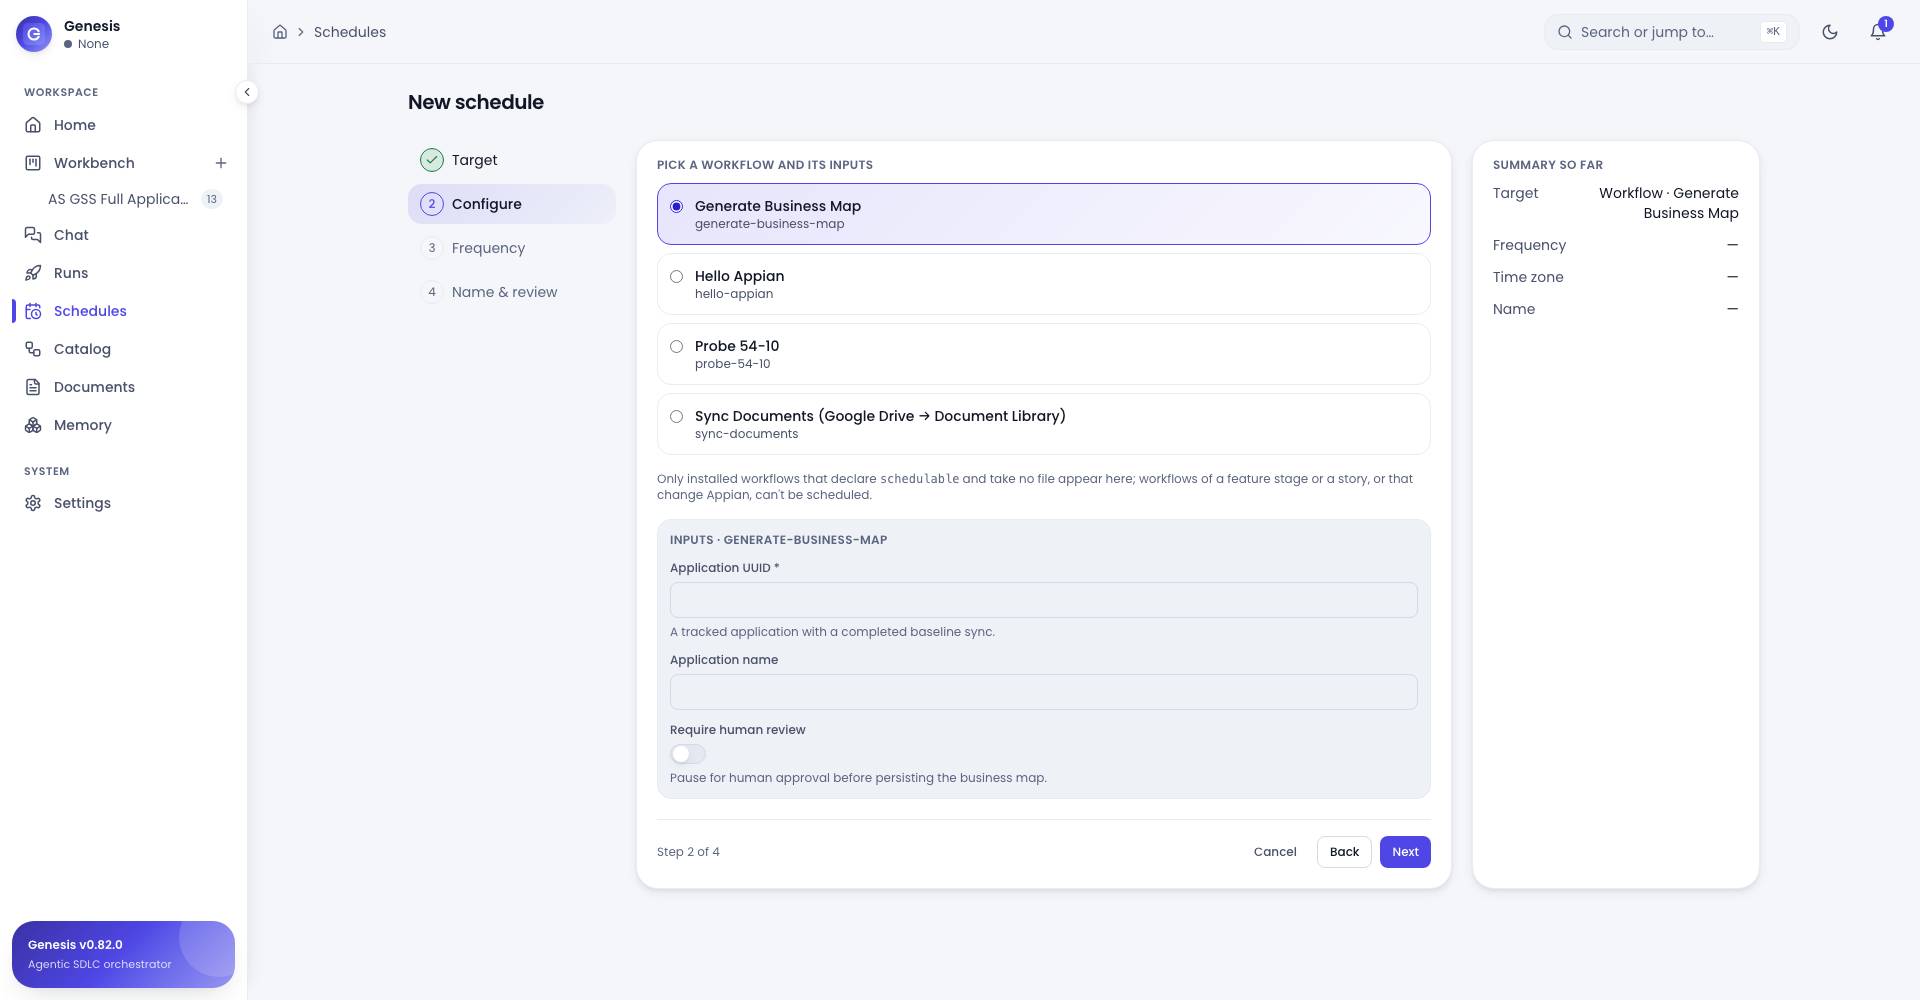 Genesis
None
WORKSPACE
Home
Workbench
AS GSS Full Applica...
13
Chat
Runs
Schedules
Catalog
Documents
Memory
SYSTEM
Settings
Genesis v0.82.0
Agentic SDLC orchestrator
Schedules
Search or jump to...
⌘K
1
New schedule
Target
2
Configure
3
Frequency
4
Name & review
PICK A WORKFLOW AND ITS INPUTS
Generate Business Map
generate-business-map
Hello Appian
hello-appian
Probe 54-10
probe-54-10
Sync Documents (Google Drive → Document Library)
sync-documents
Only installed workflows that declare schedulable and take no file appear here; workflows of a feature stage or a story, or that
change Appian, can't be scheduled.
INPUTS · GENERATE-BUSINESS-MAP
Application UUID *
A tracked application with a completed baseline sync.
Application name
Require human review
Pause for human approval before persisting the business map.
Step 2 of 4
Cancel
Back
Next
SUMMARY SO FAR
Target
Workflow · Generate
Business Map
Frequency
—
Time zone
—
Name
—